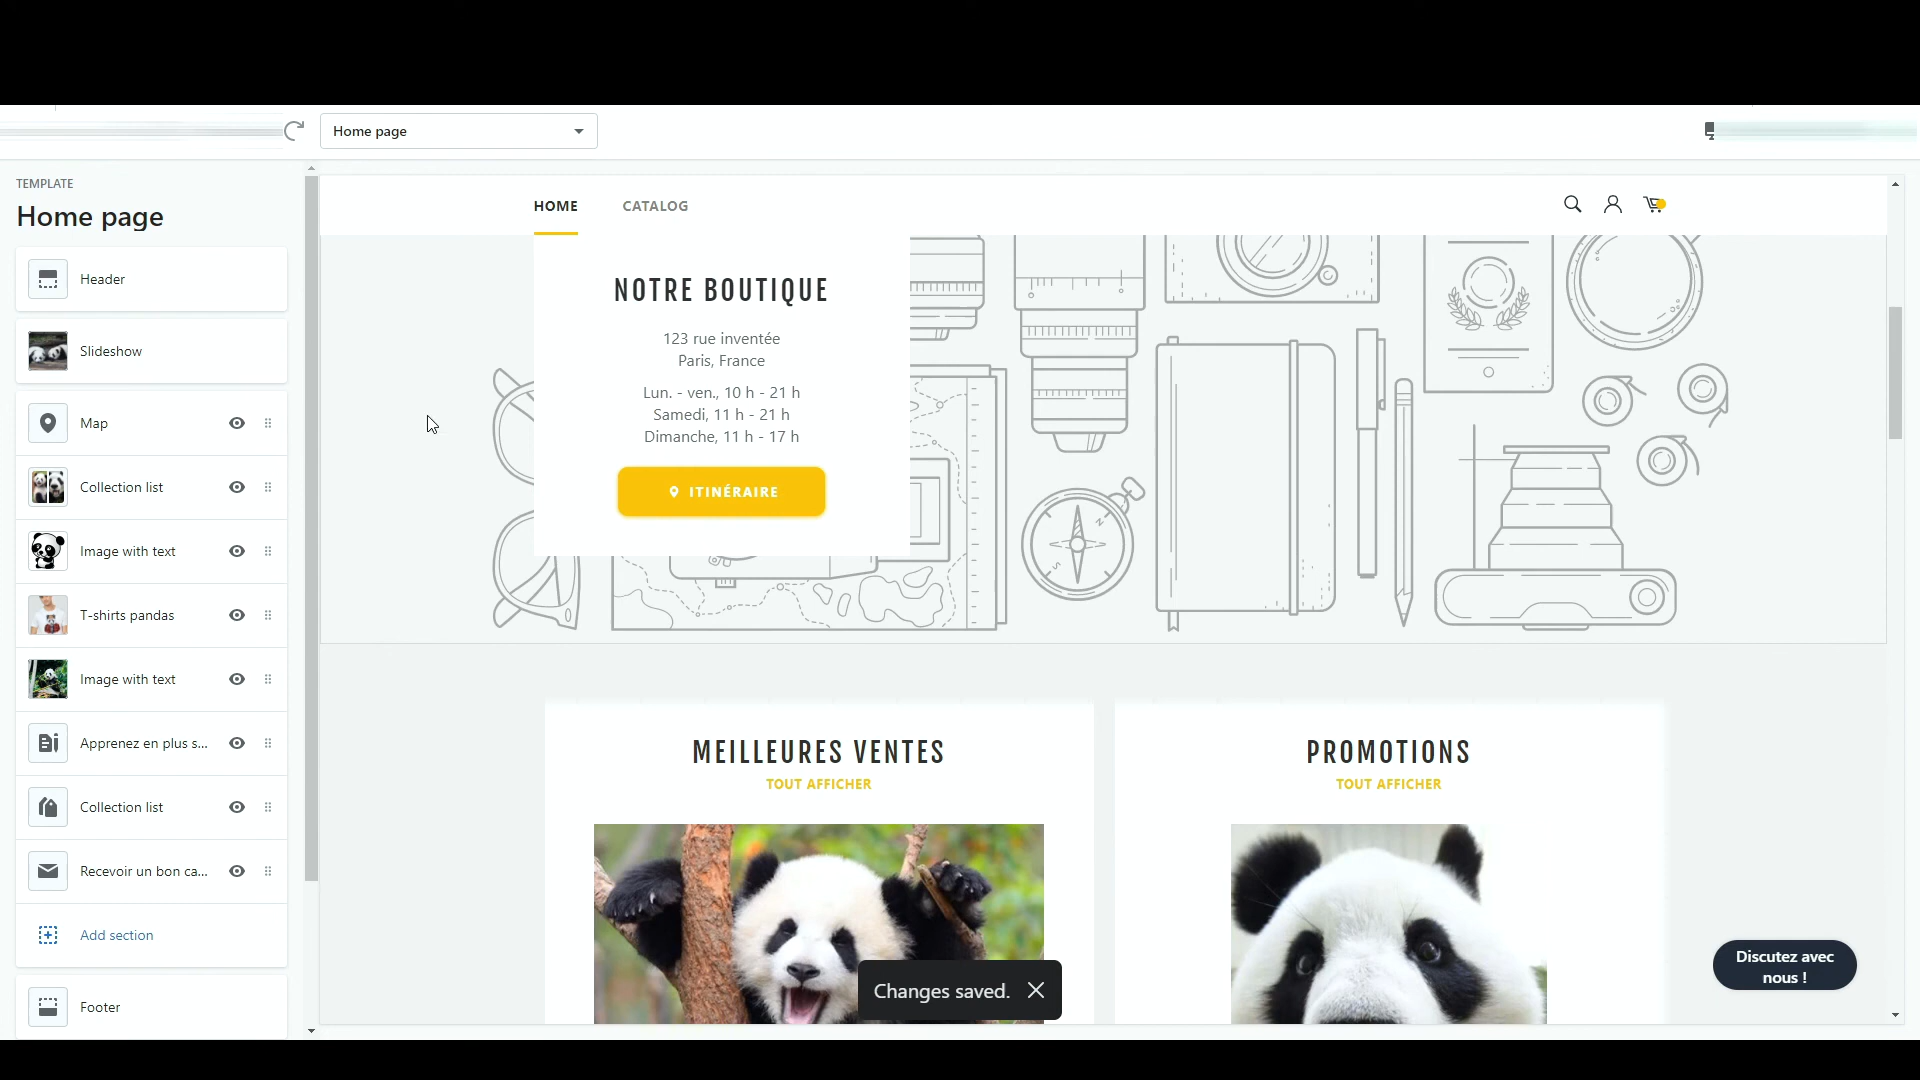 Home page
TEMPLATE
Home page
Header
Slideshow
Map
Collection list
Image with text
T-shirts pandas
Image with text
Apprenez en plus s...
Collection list
Recevoir un bon ca...
Add section
Footer
HOME
CATALOG
NOTRE BOUTIQUE
123 rue inventée
Paris, France
Lun. - ven., 10 h - 21 h
Samedi, 11 h - 21 h
Dimanche, 11 h - 17 h
ITINÉRAIRE
N
S
MEILLEURES VENTES
TOUT AFFICHER
PROMOTIONS
TOUT AFFICHER
Changes saved.
Discutez avec
nous !